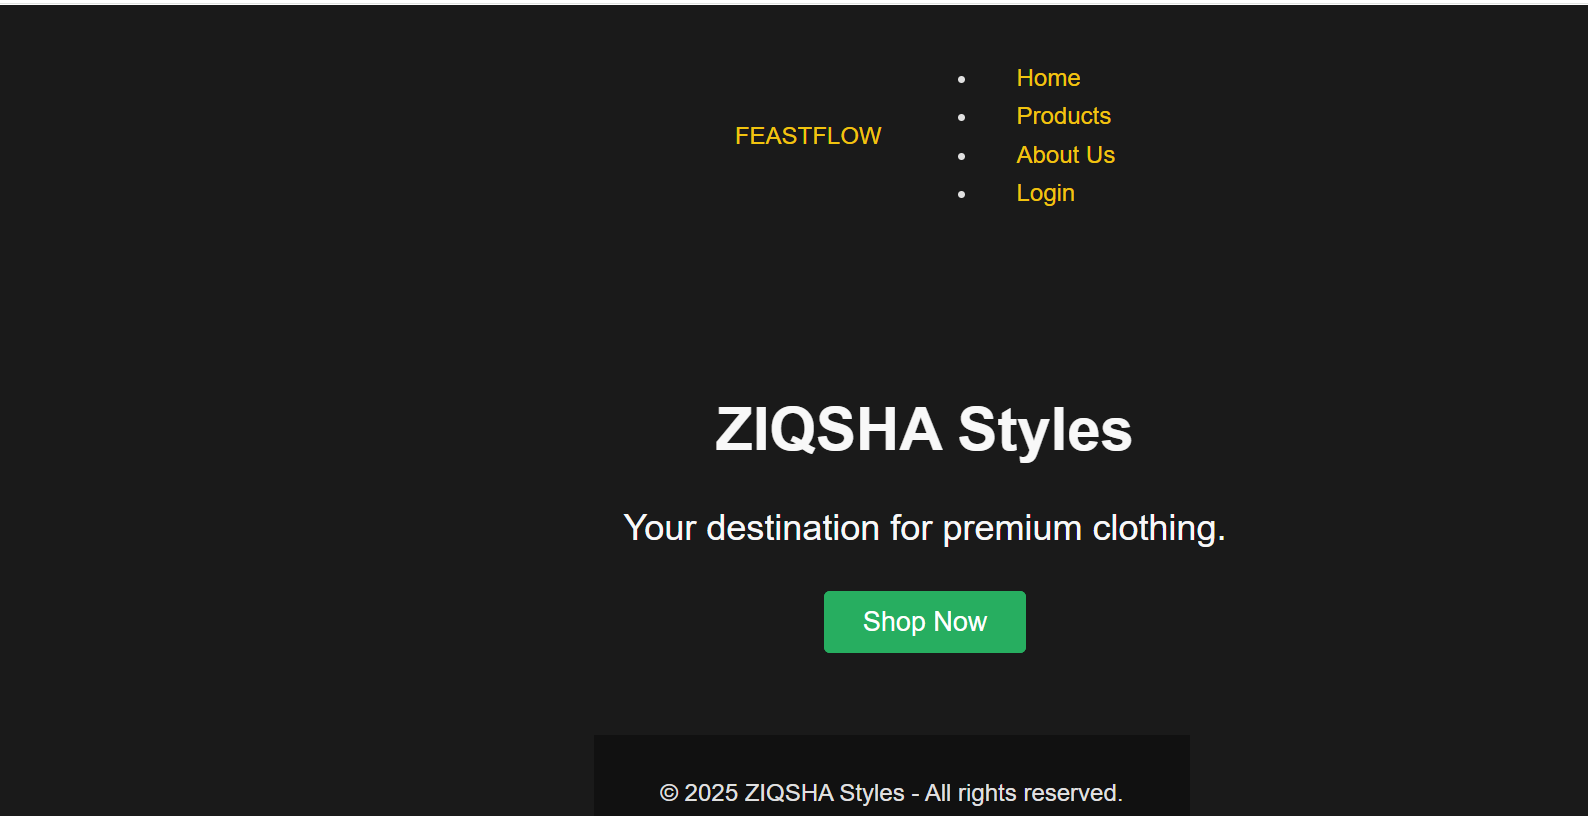 FEASTFLOW
Home
Products
About Us
Login
ZIQSHA Styles
Your destination for premium clothing.
Shop Now
© 2025 ZIQSHA Styles - All rights reserved.